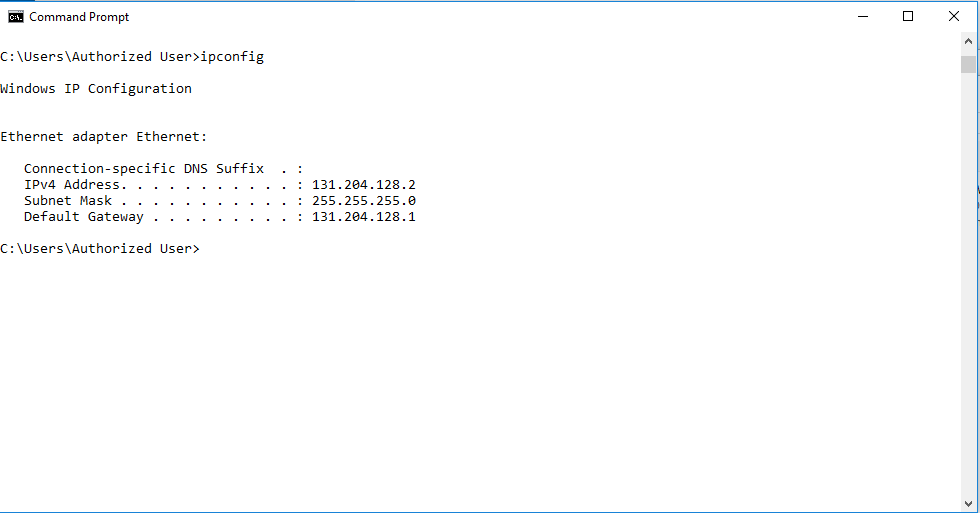 Command Prompt
C:\Users\Authorized User>ipconfig
Windows IP Configuration
Ethernet adapter Ethernet:
Connection-specific DNS Suffix  . :
IPv4 Address. . . . . . . . . . . : 131.204.128.2
Subnet Mask . . . . . . . . . . . : 255.255.255.0
Default Gateway . . . . . . . . . : 131.204.128.1
C:\Users\Authorized User>